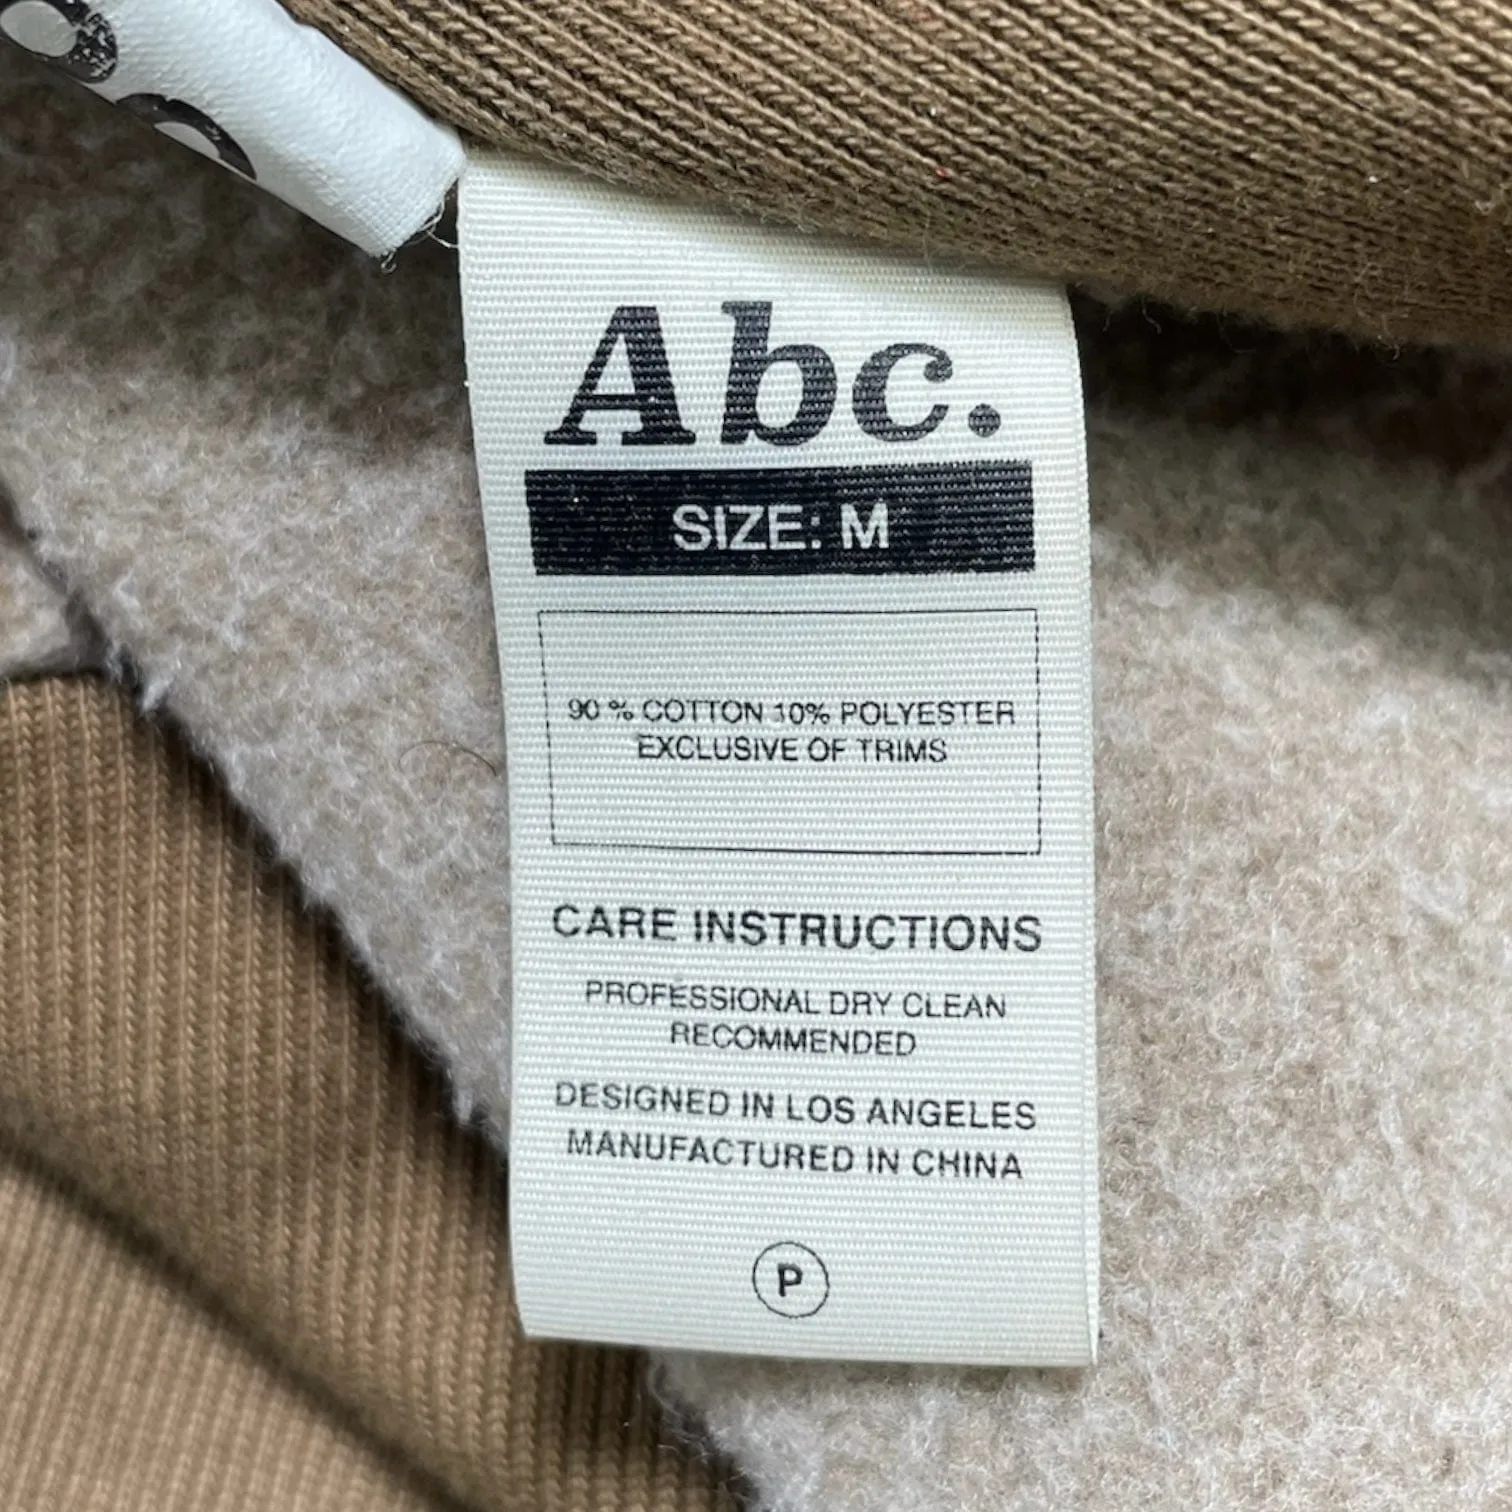 Abc.
SIZE: M
90 % COTTON 10% POLYESTER
EXCLUSIVE OF TRIMS
CARE INSTRUCTIONS
PROFESSIONAL DRY CLEAN
RECOMMENDED
DESIGNED IN LOS ANGELES
MANUFACTURED IN CHINA
P